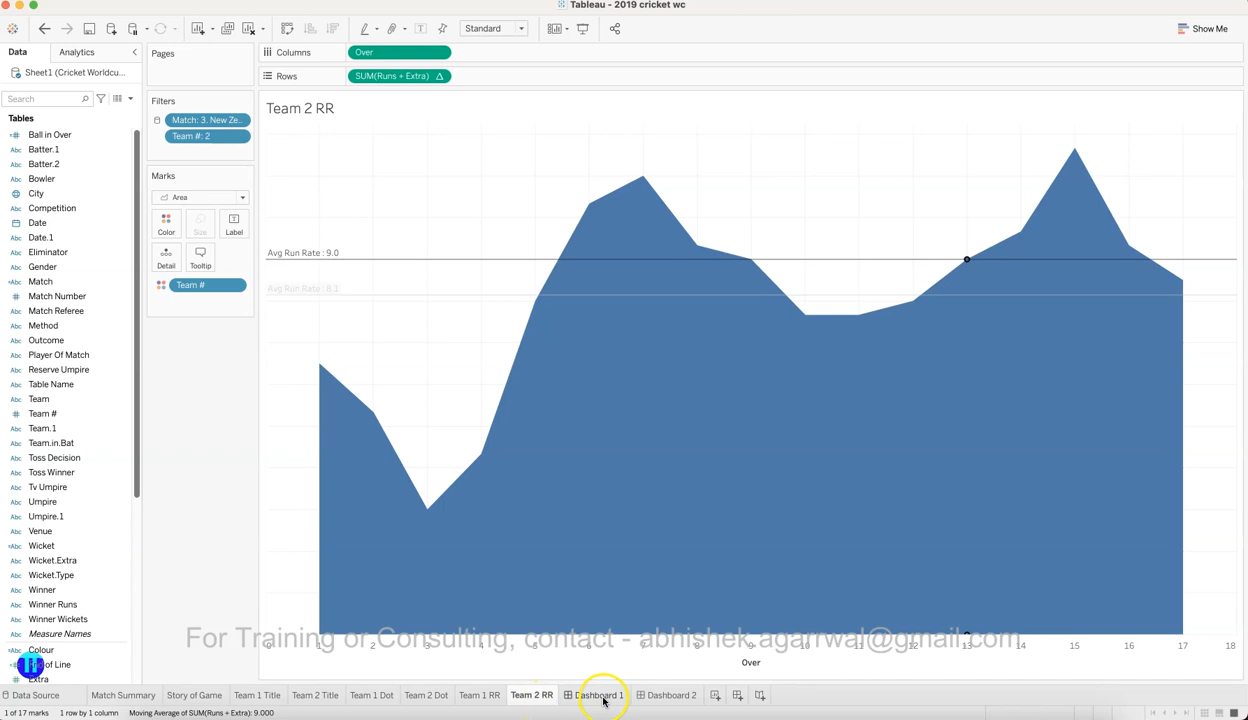 Tableau - 2019 cricket wc
Standard
Show Me
Data
Analytics
Pages
Columns
Over
Sheet1 (Cricket Worldcu...
Rows
SUM(Runs + Extra)
Search
Filters
Team 2 RR
Tables
Match: 3. New Ze..
Team #: 2
Ball in Over
Batter.1
Batter.2
Bowler
City
Competition
Date
Date.1
Eliminator
Gender
Match
Match Number
Match Referee
Method
Outcome
Player Of Match
Reserve Umpire
Table Name
Team
Team #
Team.1
Team.in.Bat
Toss Decision
Toss Winner
Tv Umpire
Umpire
Umpire.1
Venue
Wicket
Wicket.Extra
Wicket.Type
Winner
Winner Runs
Winner Wickets
Measure Names
Colour
of Line
Extra
Marks
Area
Color
Size
Label
Detail
Tooltip
Team #
Avg Run Rate : 9.0
Avg Run Rate : 8.1
For Training or Consulting, contact - abhishek.agarrwal@gmail.com
0 1 2 3 4 5 6 7 8 9 10 11 12 13 14 15 16 17 18
Over
Data Source
Match Summary
Story of Game
Team 1 Title
Team 2 Title
Team 1 Dot
Team 2 Dot
Team 1 RR
Team 2 RR
Dashboard 1
Dashboard 2
1 of 17 marks
1 row by 1 column
Moving Average of SUM(Runs + Extra): 9.000